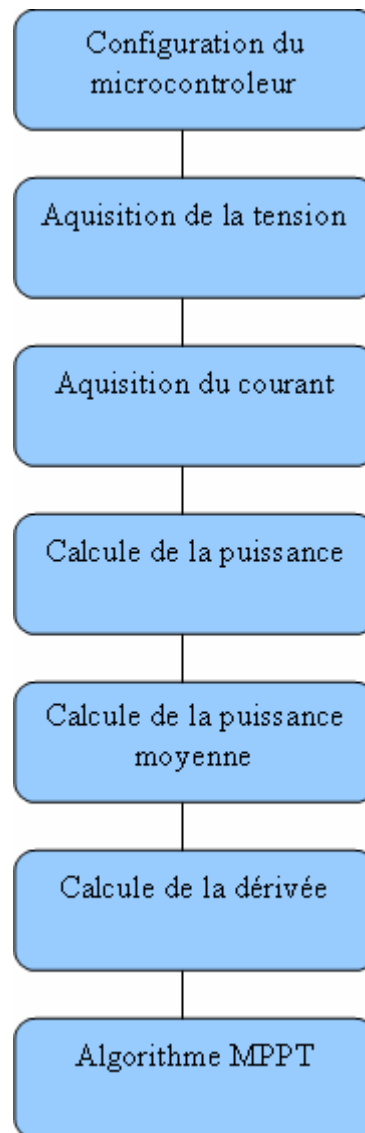 Configuration du
microcontroleur
Aquisition de la tension
Aquisition du courant
Calcule de la puissance
Calcule de la puissance
moyenne
Calcule de la dérivée
Algorithme MPPT